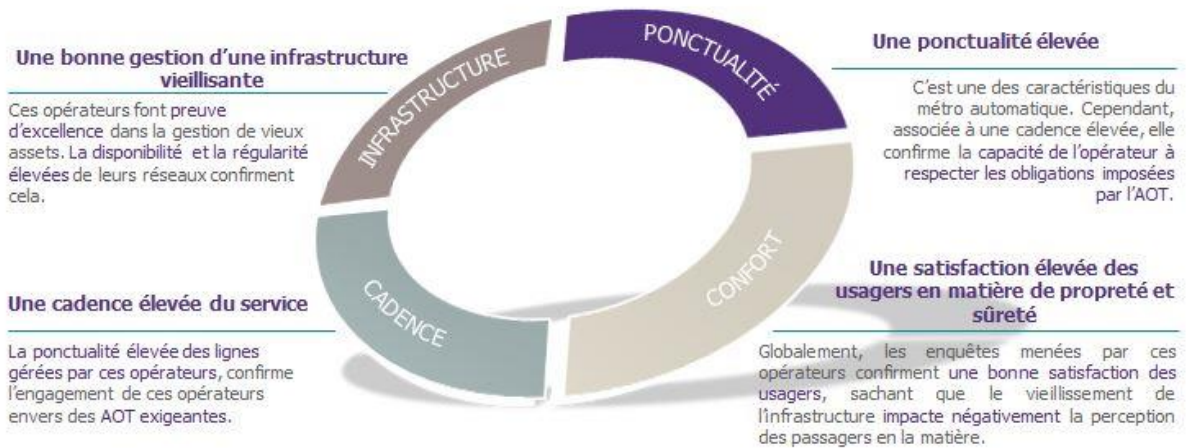 Une bonne gestion d'une infrastructure
vieillisante
Ces opérateurs font preuve
d'excellence dans la gestion de vieux
assets. La disponibilité et la régularité
élevées de leurs réseaux confirment
cela.
INFRASTRUCTURE
PONCTUALITÉ
Une ponctualité élevée
C'est une des caractéristiques du
métro automatique. Cependant,
associée à une cadence élevée, elle
confirme la capacité de l'opérateur à
respecter les obligations imposées
par l'AOT.
Une cadence élevée du service
La ponctualité élevée des lignes
gérées par ces opérateurs, confirme
l'engagement de ces opérateurs
envers des AOT exigeantes.
CADENCE
CONFORT
Une satisfaction élevée des
usagers en matière de propreté et
sûreté
Globalement, les enquêtes menées par ces
opérateurs confirment une bonne satisfaction des
usagers, sachant que le vieillissement de
l'infrastructure impacte négativement la perception
des passagers en la matière.